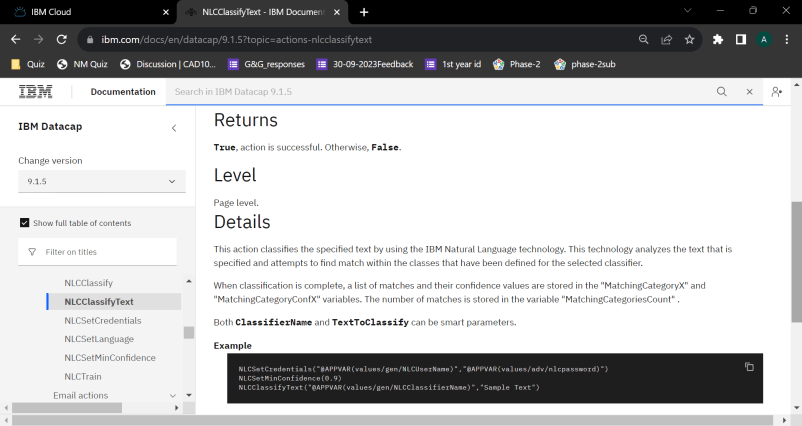 IBM Cloud
NLCClassifyText - IBM Documen
ibm.com/docs/en/datacap/9.1.5?topic=actions-nlcclassifytext
A
Quiz
NM Quiz
Discussion | CAD10...
G&G_responses
30-09-2023Feedback
1st year id
Phase-2
phase-2sub
IBM
Documentation
Search in IBM Datacap 9.1.5
IBM Datacap
Change version
9.1.5
Show full table of contents
Filter on titles
NLCClassify
NLCClassifyText
NLCSetCredentials
NLCSetLanguage
NLCSetMinConfidence
NLCTrain
Email actions
Returns
True, action is successful. Otherwise, False.
Level
Page level.
Details
This action classifies the specified text by using the IBM Natural Language technology. This technology analyzes the text that is
specified and attempts to find match within the classes that have been defined for the selected classifier.
When classification is complete, a list of matches and their confidence values are stored in the "MatchingCategoryX" and
"MatchingCategoryConfX" variables. The number of matches is stored in the variable "MatchingCategoriesCount" .
Both ClassifierName and TextToClassify can be smart parameters.
Example
NLCSetCredentials("@APPVAR(values/gen/NLCUserName)","@APPVAR(values/adv/nlcpassword)")
NLCSetMinConfidence(0.9)
NLCClassifyText("@APPVAR(values/gen/NLCClassifierName)","Sample Text")